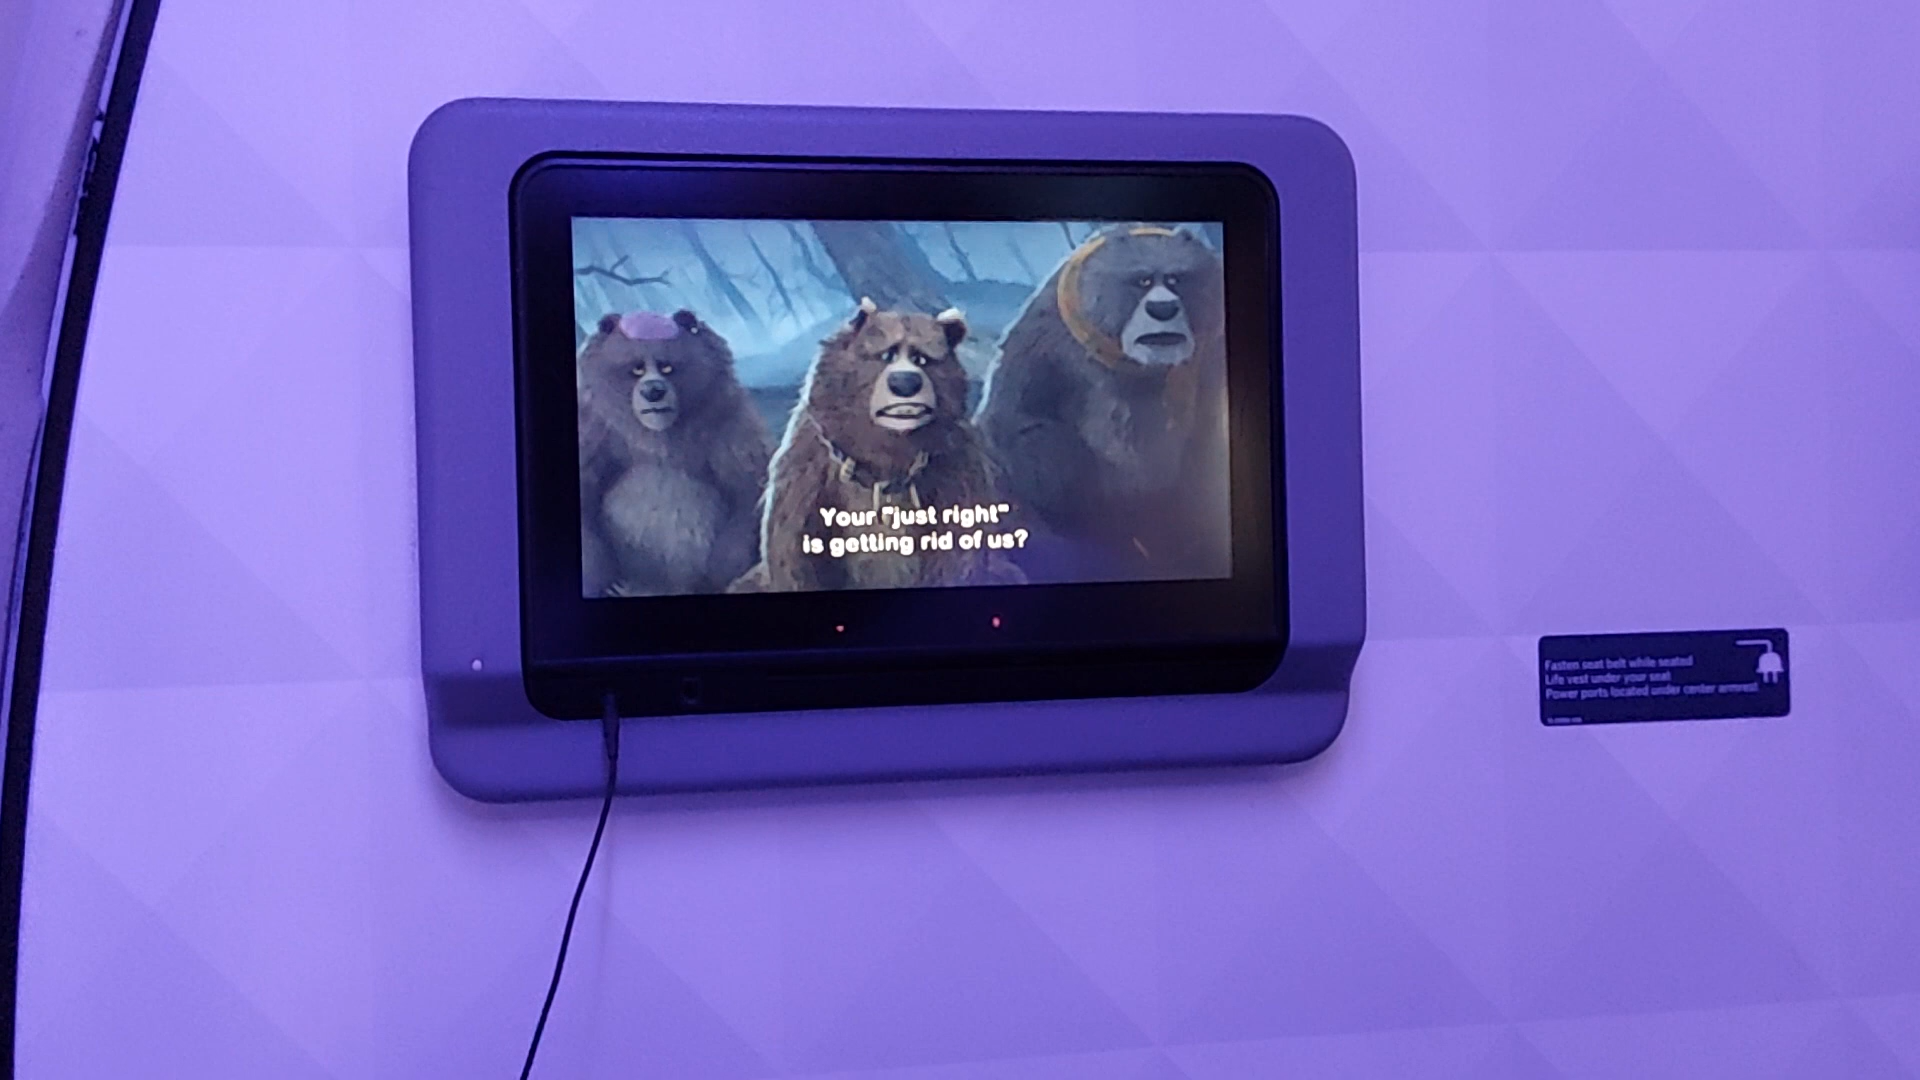 Your "just right"
is getting rid of us?
Fasten seat belt while seated
Life vest under your seat
Power ports located under center armrest